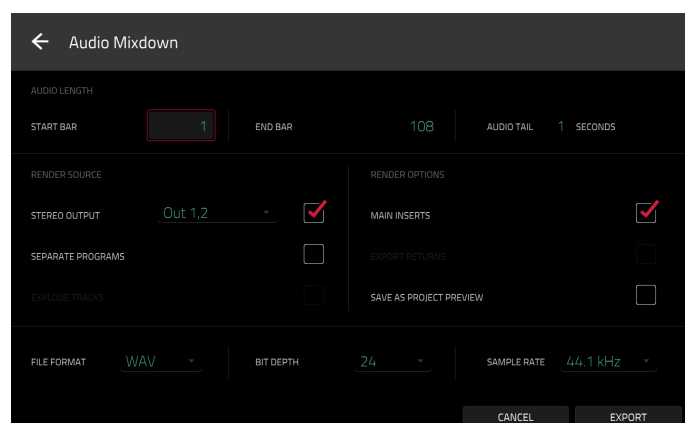 Audio Mixdown
AUDIO LENGTH
START BAR 1 END BAR 108 AUDIO TAIL 1 SECONDS
RENDER SOURCE RENDER OPTIONS
STEREO OUTPUT Out 1,2 MAIN INSERTS
SEPARATE PROGRAMS EXPORT RETURNS
EXPLODE TRACKS SAVE AS PROJECT PREVIEW
FILE FORMAT WAV BIT DEPTH 24 SAMPLE RATE 44.1 kHz
CANCEL EXPORT